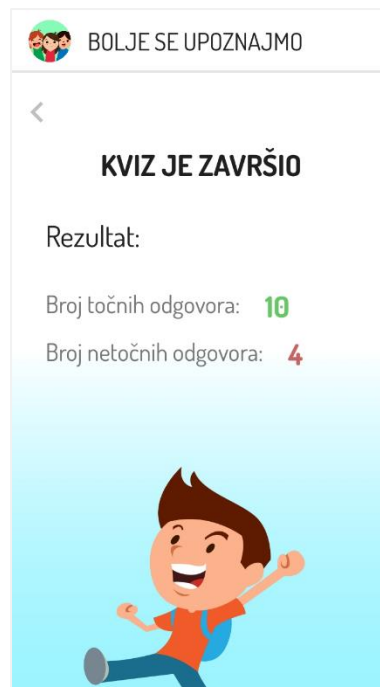 BOLJE SE UPOZNAJMO
KVIZ JE ZAVRŠIO
Rezultat:
Broj točnih odgovora: 10
Broj netočnih odgovora: 4